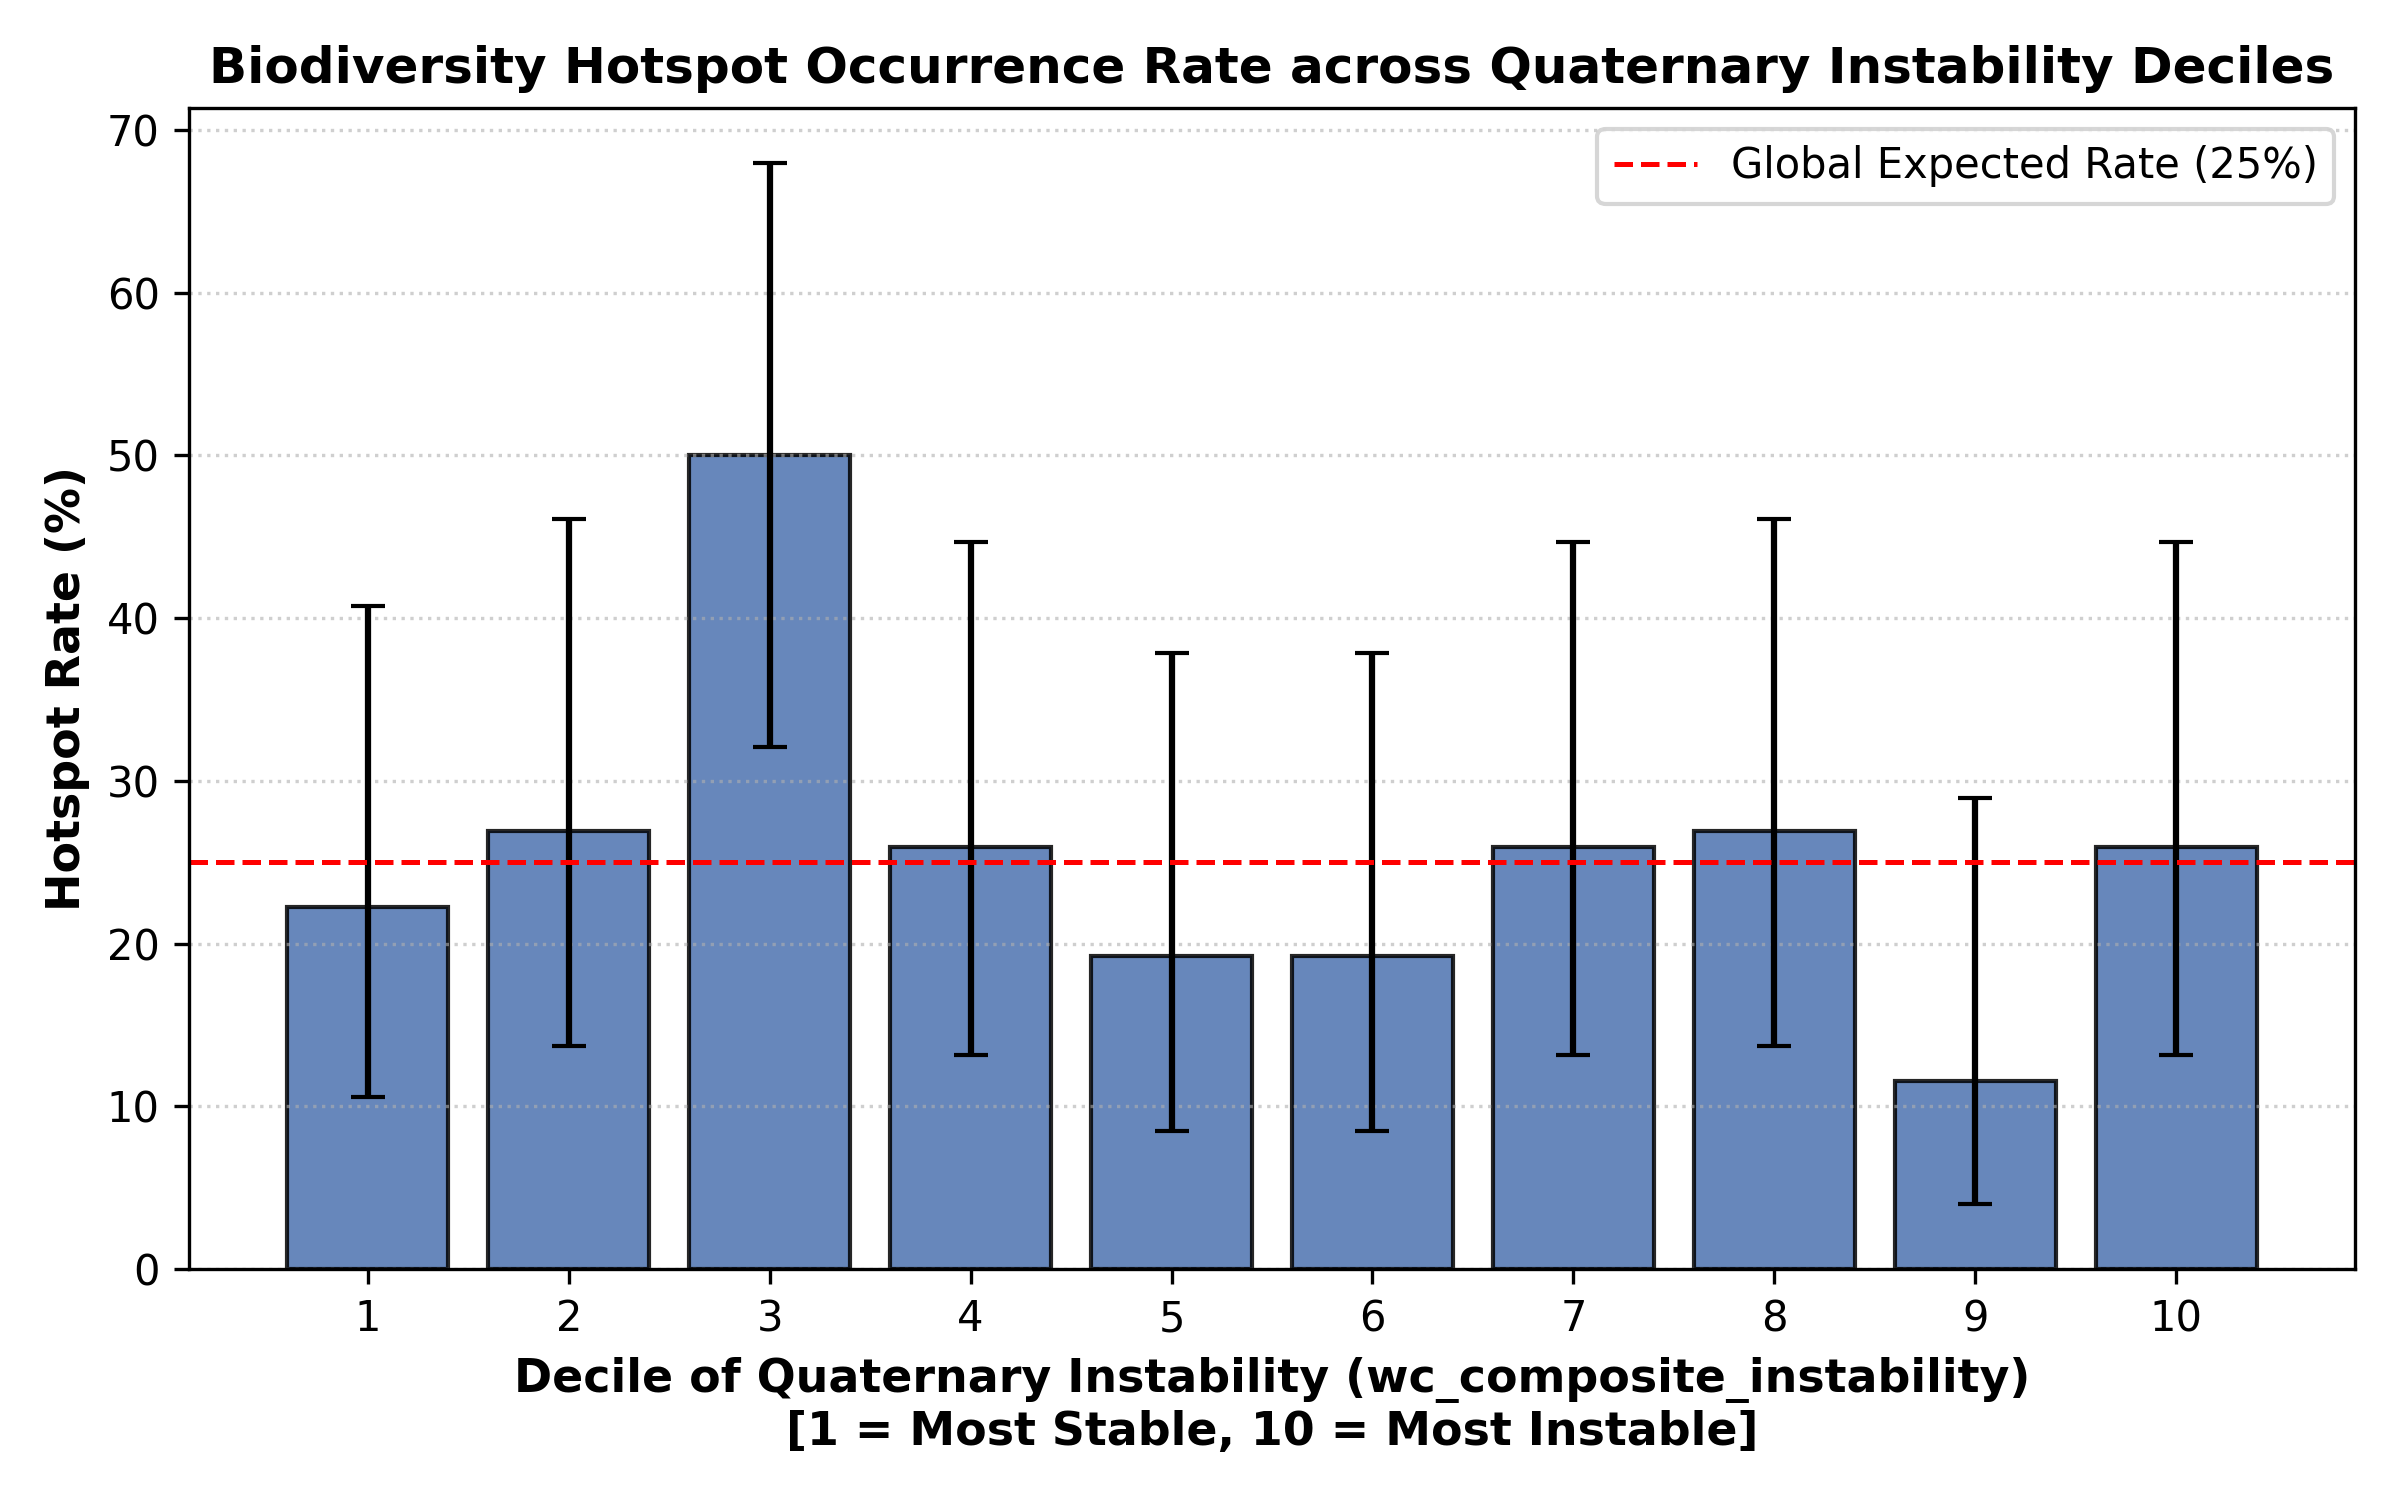 Biodiversity Hotspot Occurrence Rate across Quaternary Instability Deciles
Global Expected Rate (25%)
Hotspot Rate (%)
70
60
50
40
30
20
10
0
1 2 3 4 5 6 7 8 9 10
Decile of Quaternary Instability (wc_composite_instability)
[1 = Most Stable, 10 = Most Instable]